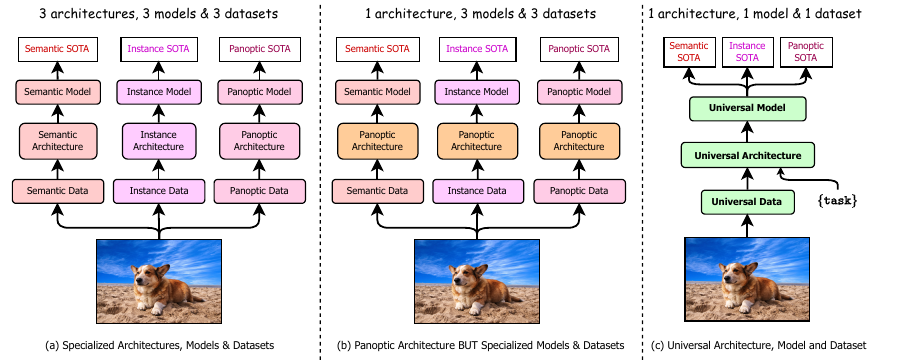 3 architectures, 3 models & 3 datasets
Semantic SOTA
Instance SOTA
Panoptic SOTA
Semantic Model
Instance Model
Panoptic Model
Semantic
Architecture
Instance
Architecture
Panoptic
Architecture
Semantic Data
Instance Data
Panoptic Data
(a) Specialized Architectures, Models & Datasets
1 architecture, 3 models & 3 datasets
Semantic SOTA
Instance SOTA
Panoptic SOTA
Semantic Model
Instance Model
Panoptic Model
Panoptic
Architecture
Panoptic
Architecture
Panoptic
Architecture
Semantic Data
Instance Data
Panoptic Data
(b) Panoptic Architecture BUT Specialized Models & Datasets
1 architecture, 1 model & 1 dataset
Semantic
SOTA
Instance
SOTA
Panoptic
SOTA
Universal Model
Universal Architecture
{task}
Universal Data
(c) Universal Architecture, Model and Dataset